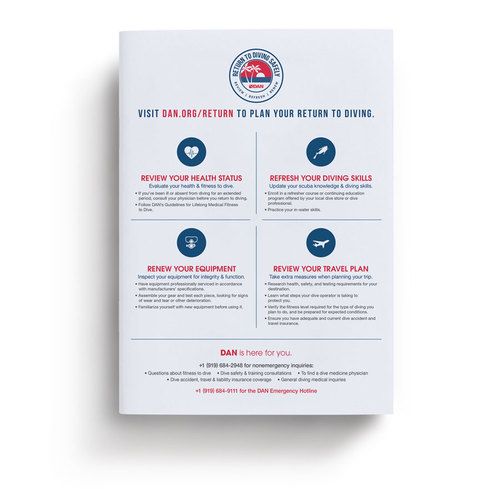 RETURN TO DIVING SAFELY
DAN
REVIEW | REFRESH | RENEW
VISIT DAN.ORG/RETURN TO PLAN YOUR RETURN TO DIVING.
REVIEW YOUR HEALTH STATUS
Evaluate your health & fitness to dive.
• If you've been ill or absent from diving for an extended
period, consult your physician before you return to diving.
• Follow DAN's Guidelines for Lifelong Medical Fitness
to Dive.
REFRESH YOUR DIVING SKILLS
Update your scuba knowledge & diving skills.
• Enroll in a refresher course or continuing education
program offered by your local dive store or dive
professional.
• Practice your in-water skills.
RENEW YOUR EQUIPMENT
Inspect your equipment for integrity & function.
• Have equipment professionally serviced in accordance
with manufacturers' specifications.
• Assemble your gear and test each piece, looking for signs
of wear and tear or other deterioration.
• Familiarize yourself with new equipment before using it.
REVIEW YOUR TRAVEL PLAN
Take extra measures when planning your trip.
• Research health, safety, and testing requirements for your
destination.
• Learn what steps your dive operator is taking to
protect you.
• Verify the fitness level required for the type of diving you
plan to do, and be prepared for expected conditions.
• Ensure you have adequate and current dive accident and
travel insurance.
DAN is here for you.
+1 (919) 684-2948 for nonemergency inquiries:
• Questions about fitness to dive • Dive safety & training consultations • To find a dive medicine physician
• Dive accident, travel & liability insurance coverage • General diving medical inquiries
+1 (919) 684-9111 for the DAN Emergency Hotline